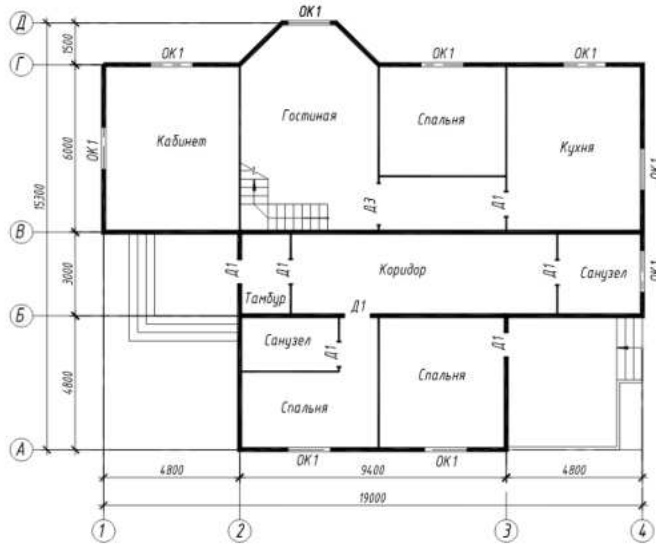 Д
ОК1
1500
Г
ОК1
ОК1
ОК1
6000
15300
ОК1
Кабинет
Гостиная
Спальня
Кухня
ОК1
Д3
Д1
В
3000
Д1
Д1
Коридор
Д1
Санузел
ОК1
Тамбур
Д1
Б
Санузел
Д1
Д1
4800
Спальня
Спальня
А
ОК1
ОК1
4800
9400
4800
19000
1
2
3
4